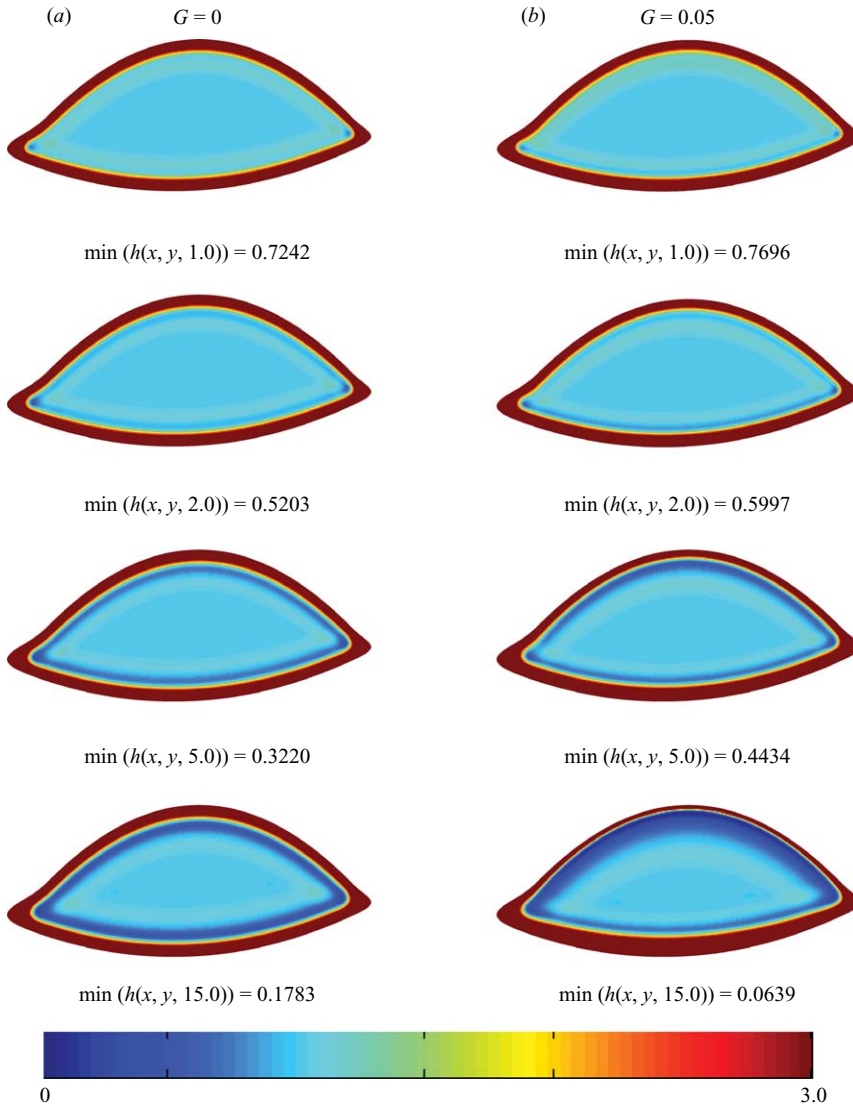 (a) G = 0 (b) G = 0.05
min (h(x, y, 1.0)) = 0.7242 min (h(x, y, 1.0)) = 0.7696
min (h(x, y, 2.0)) = 0.5203 min (h(x, y, 2.0)) = 0.5997
min (h(x, y, 5.0)) = 0.3220 min (h(x, y, 5.0)) = 0.4434
min (h(x, y, 15.0)) = 0.1783 min (h(x, y, 15.0)) = 0.0639
0 3.0